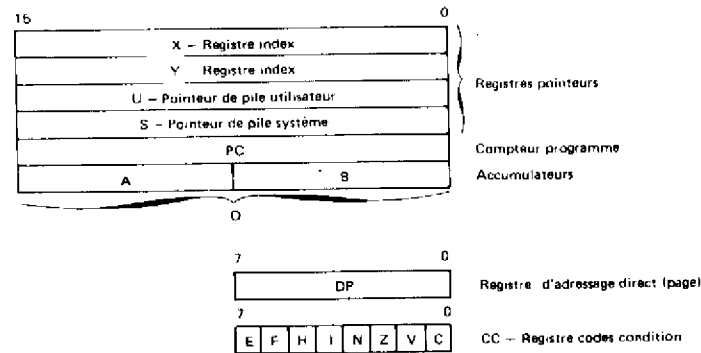 15 0
X – Registre index
Y Registre index
U – Pointeur de pile utilisateur
S – Pointeur de pile système
Registres pointeurs
PC Compteur programme
A B Accumulateurs
D
7 0
DP Registre d'adressage direct (page)
7 0
E F H I N Z V C CC – Registre codes condition